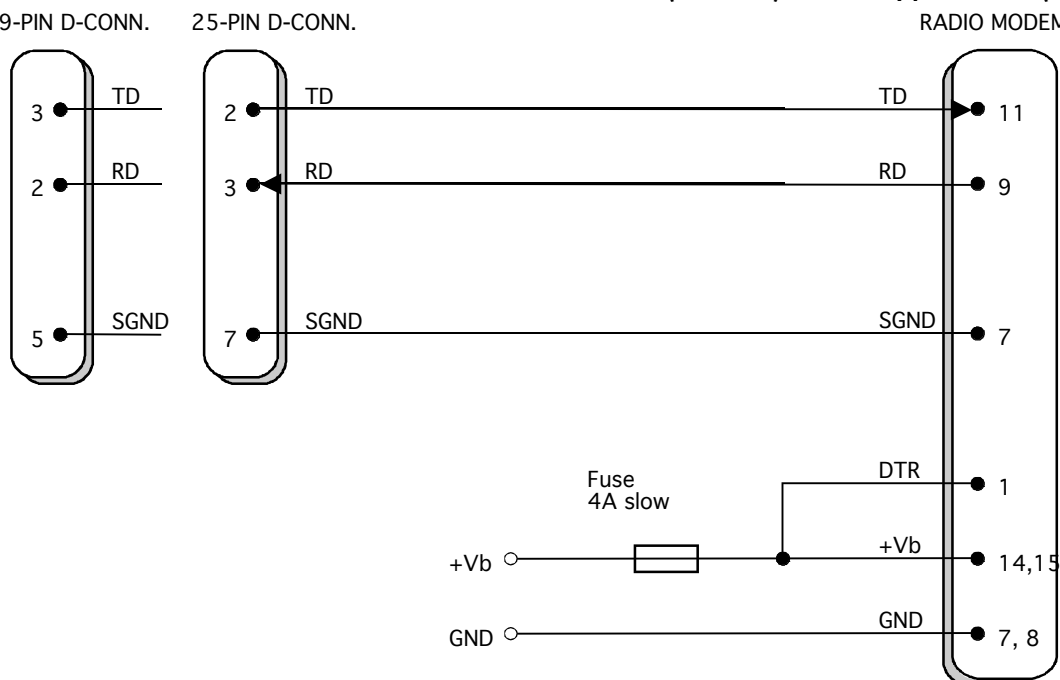 9-PIN D-CONN. 25-PIN D-CONN. RADIO MODEM
3 TD 2 TD TD 11
2 RD 3 RD RD 9
5 SGND 7 SGND SGND 7
DTR 1
Fuse
4A slow
+Vb +Vb 14,15
GND GND 7, 8